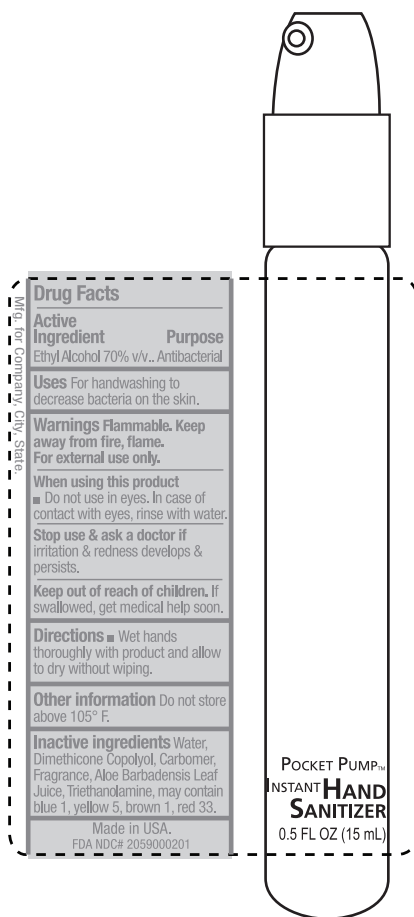 Drug Facts
Active
Ingredient Purpose
Ethyl Alcohol 70% v/v.. Antibacterial
Uses For handwashing to
decrease bacteria on the skin.
Warnings Flammable. Keep
away from fire, flame.
For external use only.
When using this product
■ Do not use in eyes. In case of
contact with eyes, rinse with water.
Stop use & ask a doctor if
irritation & redness develops &
persists.
Keep out of reach of children. If
swallowed, get medical help soon.
Directions ■ Wet hands
thoroughly with product and allow
to dry without wiping.
Other information Do not store
above 105° F.
Inactive ingredients Water,
Dimethicone Copolyol, Carbomer,
Fragrance, Aloe Barbadensis Leaf
Juice, Triethanolamine, may contain
blue 1, yellow 5, brown 1, red 33.
Made in USA.
FDA NDC# 2059000201
Mfg. for Company, City, State.
POCKET PUMP™
INSTANT HAND
SANITIZER
0.5 FL OZ (15 mL)